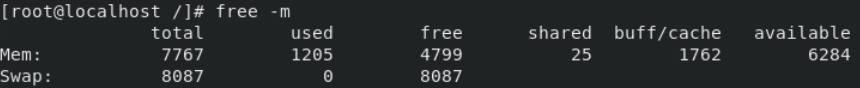 [root@localhost /]# free -m
total used free shared buff/cache available
Mem: 7767 1205 4799 25 1762 6284
Swap: 8087 0 8087